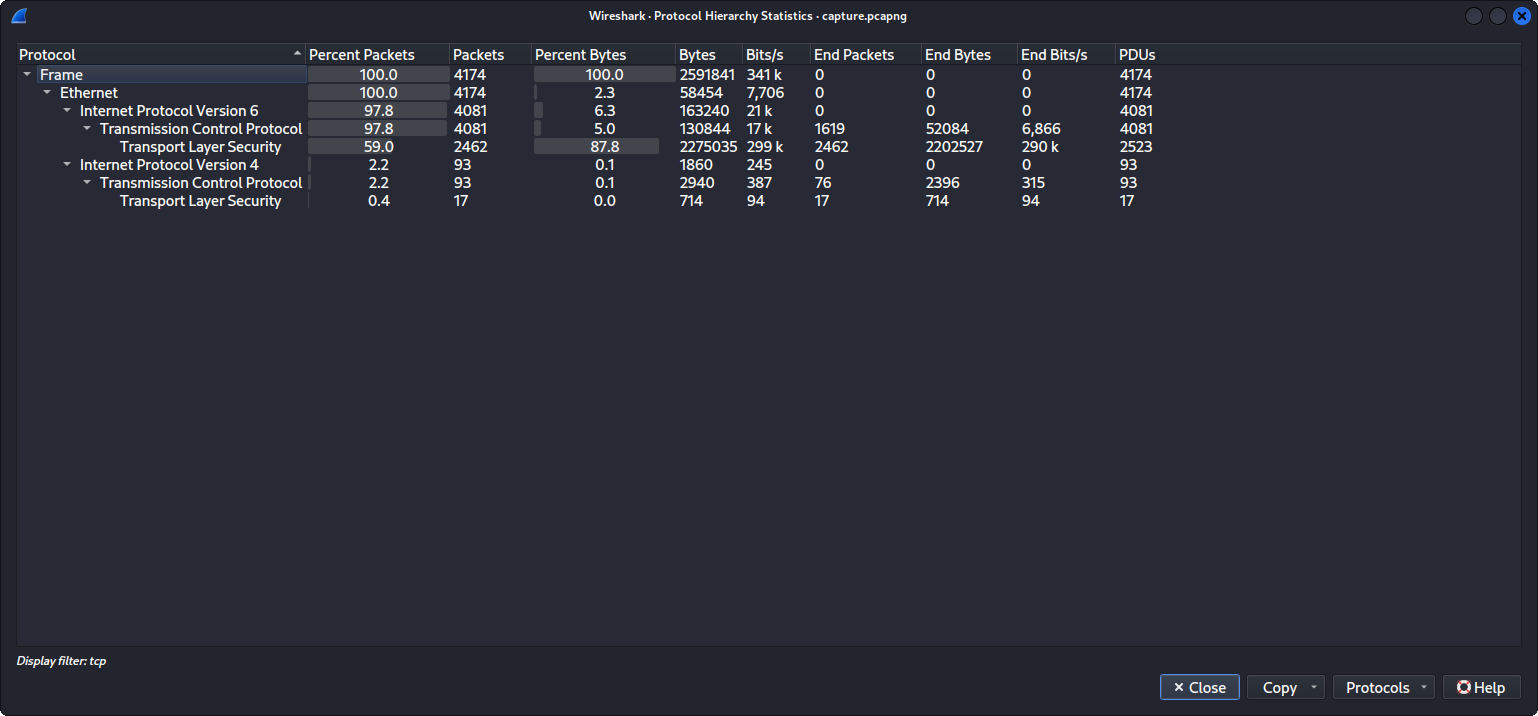 Wireshark · Protocol Hierarchy Statistics · capture.pcapng
Protocol Percent Packets Packets Percent Bytes Bytes Bits/s End Packets End Bytes End Bits/s PDUs
Frame 100.0 4174 100.0 2591841 341 k 0 0 0 4174
Ethernet 100.0 4174 2.3 58454 7,706 0 0 0 4174
Internet Protocol Version 6 97.8 4081 6.3 163240 21 k 0 0 0 4081
Transmission Control Protocol 97.8 4081 5.0 130844 17 k 1619 52084 6,866 4081
Transport Layer Security 59.0 2462 87.8 2275035 299 k 2462 2202527 290 k 2523
Internet Protocol Version 4 2.2 93 0.1 1860 245 0 0 0 93
Transmission Control Protocol 2.2 93 0.1 2940 387 76 2396 315 93
Transport Layer Security 0.4 17 0.0 714 94 17 714 94 17
Display filter: tcp
Close Copy Protocols Help